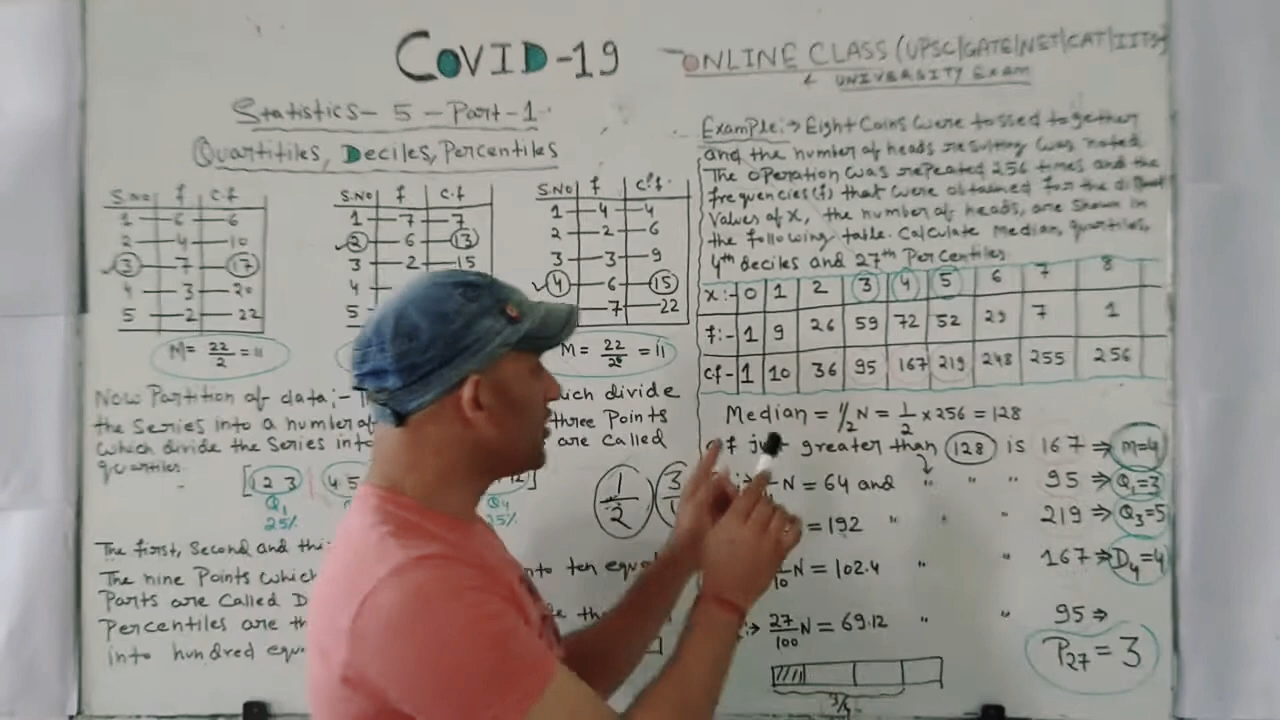 COVID-19
ONLINE CLASS (UPSC/GATE/NET/CAT/IITs
& UNIVERSITY Exam
Statistics- 5 - Part-1
Quartitiles, Deciles, Percentiles
S.No f c.f
1 6 6
2 4 10
3 7 17
4 3 20
5 2 22
M= 22/2 = 11
S.No f c.f
1 7 7
2 6 13
3 2 15
4
5
S.No f c.f.
1 4 4
2 2 6
3 3 9
4 6 15
7 22
M = = 11
Now Partition of data:-
the Series into a number of
which divide the Series into
quartiles.
which divide
three Points
are called
[1 2 3 4 5 12]
Q1 Q4
25% 25%
1/2 3
The first, Second and
The nine Points which into ten equal
Parts are Called D
Percentiles are
into hundred
Example:→ Eight Coins were tossed together
and the number of heads resulting was noted
The operation was repeated 256 times and the
frequencies(f) that were obtained for the
Values of x, the number of heads, are shown in
the following table. Calculate Median, quartiles,
4th deciles and 27th Percentiles
x:- 0 1 2 3 4 5 6 7 8
f:- 1 9 26 59 72 52 29 7 1
cf- 1 10 36 95 167 219 248 255 256
Median = 1/2 N = 1/2 x 256 = 128
just greater than 128 is 167 ⇒ M=4
N = 64 and " " " 95 ⇒ Q1=3
= 192 " " " 219 ⇒ Q3=5
/10 N = 102.4 " " 167 ⇒ D4=4
:→ 27/100 N = 69.12 " " 95 ⇒
P27 = 3
3/4